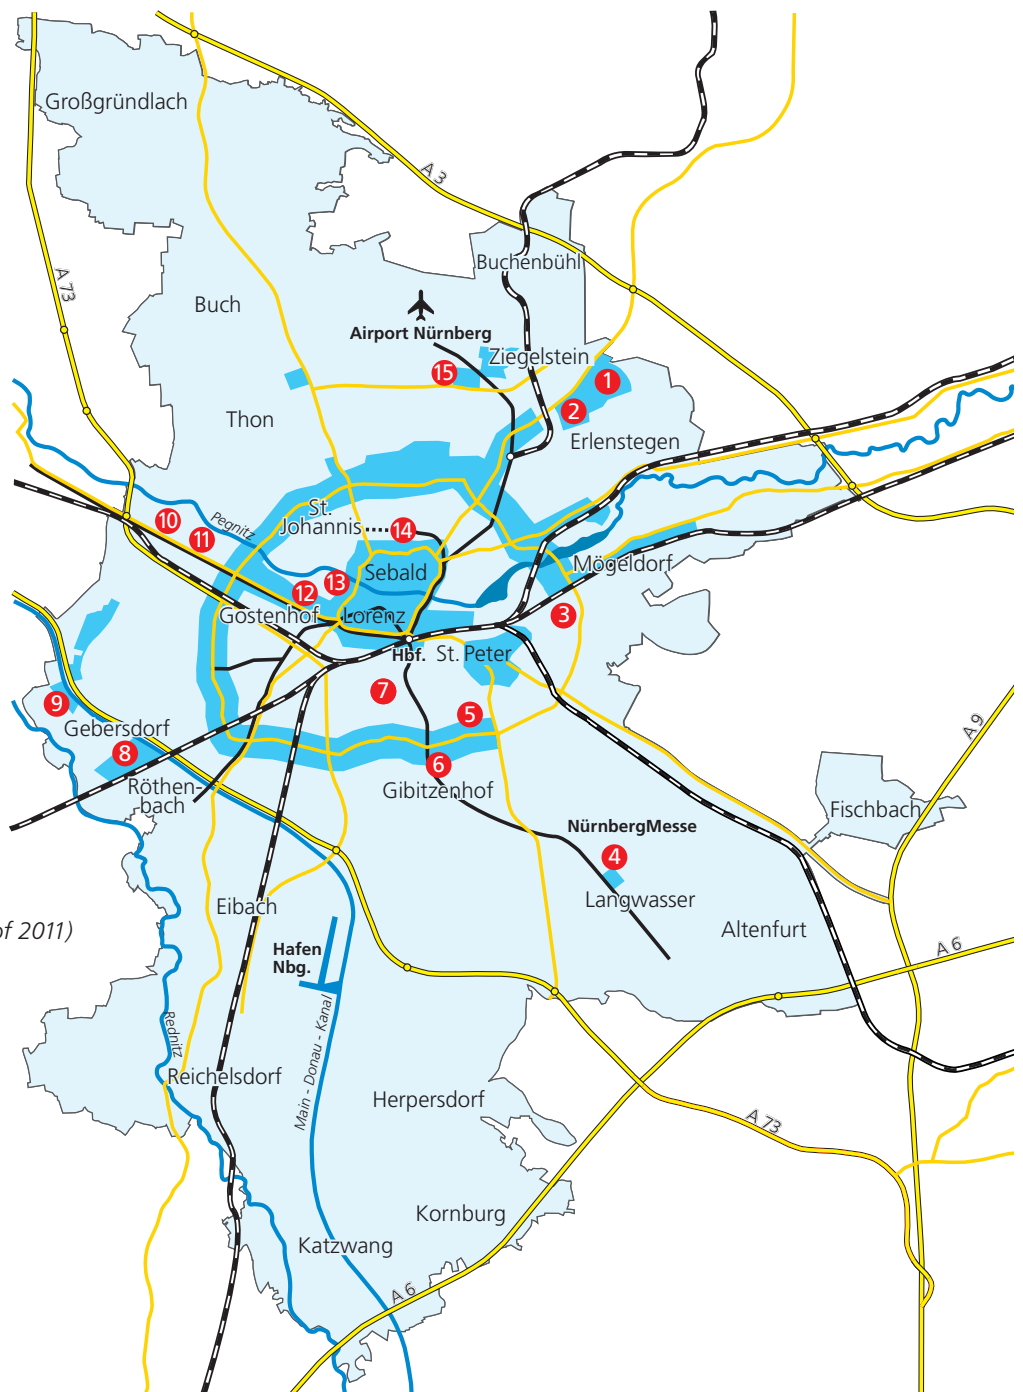 Großgründlach
A 3
A 73
Buchenbühl
Buch
Airport Nürnberg
Ziegelstein
15
1
2
Thon
Erlenstegen
St.
Johannis
14
10
11
Pegnitz
Mögeldorf
Sebald
13
12
Gostenhof
Lorenz
3
Hbf.
St. Peter
7
9
5
Gebersdorf
8
6
Röthen-
bach
Gibitzenhof
A 9
Fischbach
NürnbergMesse
4
Langwasser
Eibach
Altenfurt
of 2011)
Hafen
Nbg.
A 6
Rednitz
Main - Donau - Kanal
Reichelsdorf
Herpersdorf
A 73
Kornburg
Katzwang
A 6